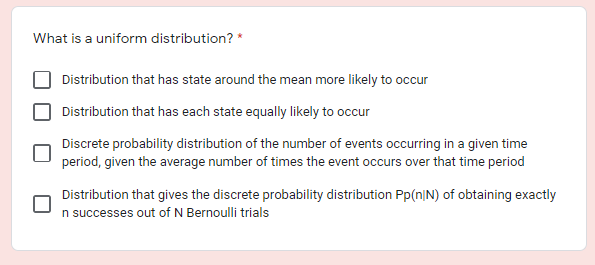 What is a uniform distribution? *
Distribution that has state around the mean more likely to occur
Distribution that has each state equally likely to occur
Discrete probability distribution of the number of events occurring in a given time
period, given the average number of times the event occurs over that time period
Distribution that gives the discrete probability distribution Pp(n|N) of obtaining exactly
n successes out of N Bernoulli trials